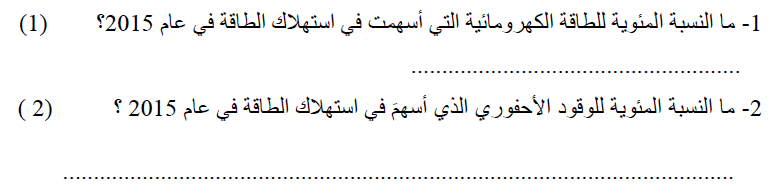 1- ما النسبة المئوية للطاقة الكهرومائية التي أسهمت في استهلاك الطاقة في عام 2015؟ (1)
......................................................
2- ما النسبة المئوية للوقود الأحفوري الذي أسهمَ في استهلاك الطاقة في عام 2015 ؟ (2 )
...............................................................................................................